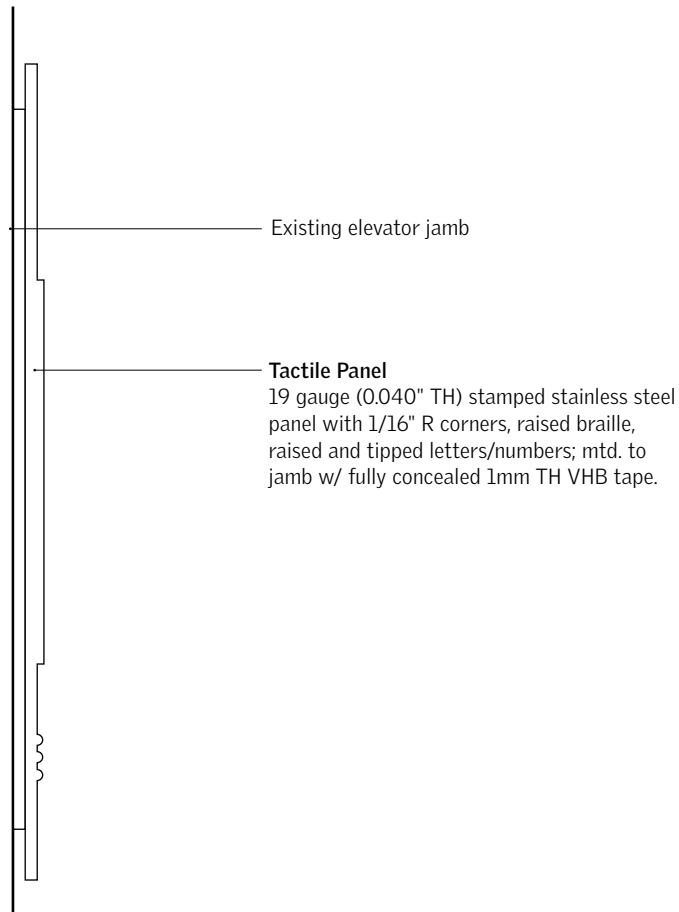 Existing elevator jamb
Tactile Panel
19 gauge (0.040" TH) stamped stainless steel
panel with 1/16" R corners, raised braille,
raised and tipped letters/numbers; mtd. to
jamb w/ fully concealed 1mm TH VHB tape.